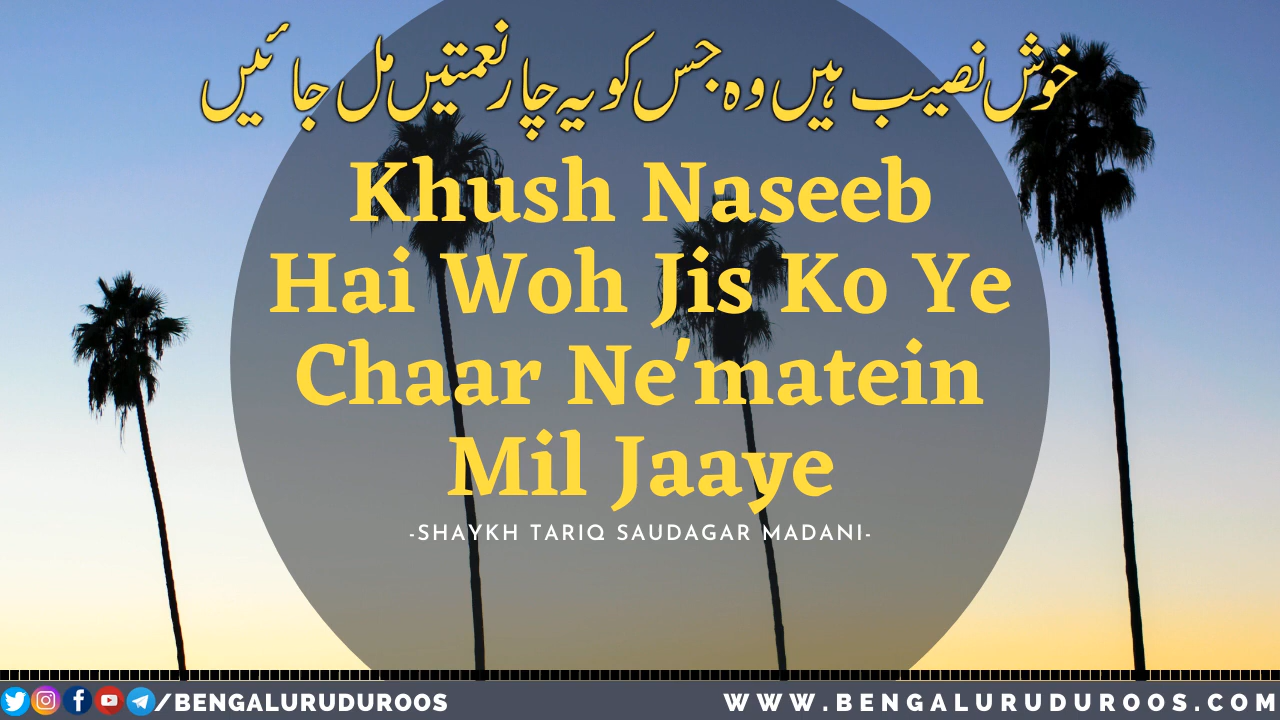 خوش نصیب ہیں وہ جس کو یہ چار نعمتیں مل جائیں
Khush Naseeb
Hai Woh Jis Ko Ye
Chaar Ne'matein
Mil Jaaye
-SHAYKH TARIQ SAUDAGAR MADANI-
/BENGALURUDUROOS
WWW.BENGALURUDUROOS.COM